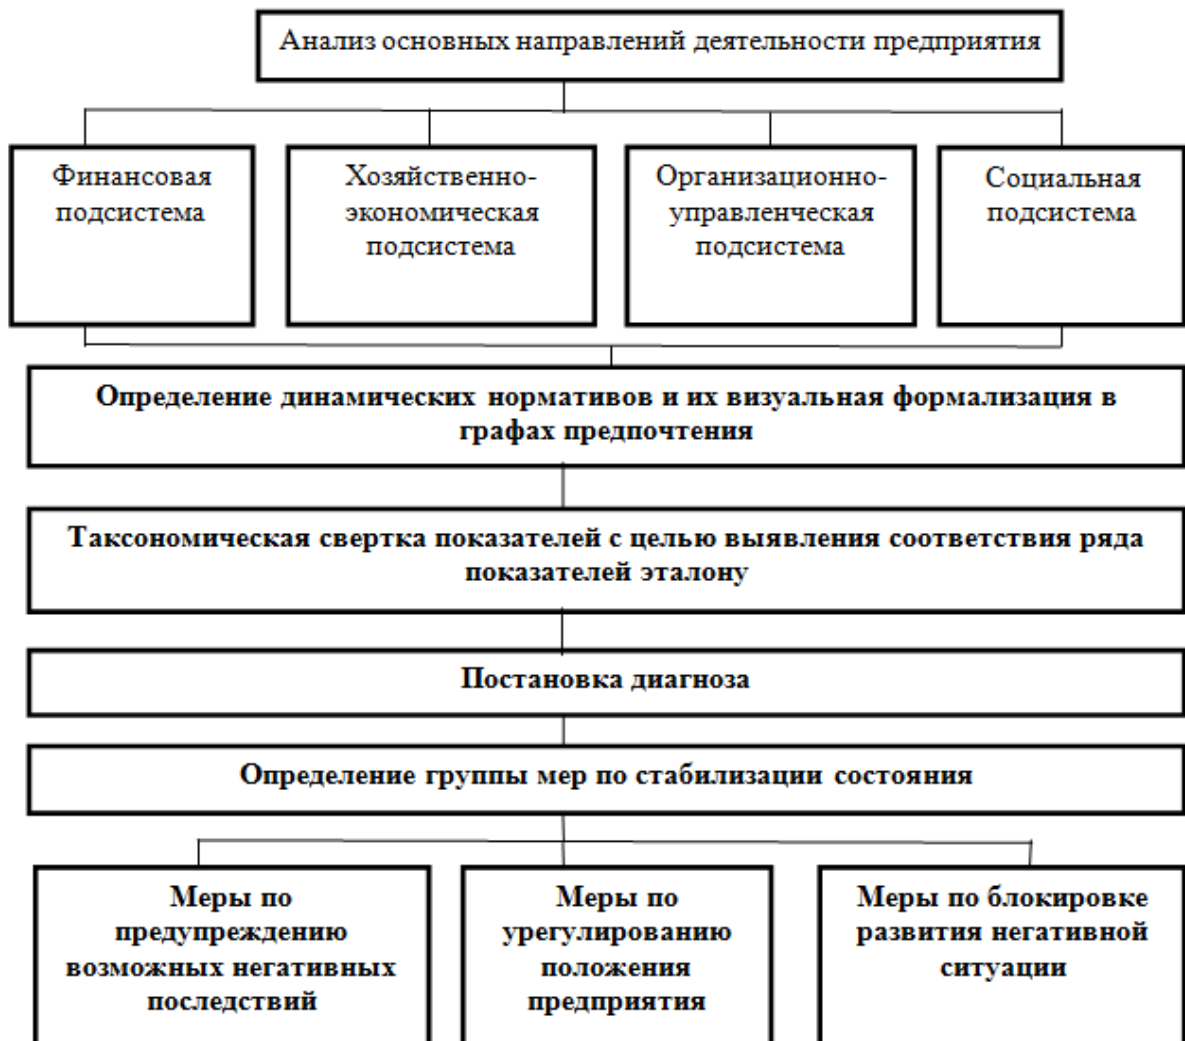 Анализ основных направлений деятельности предприятия
Финансовая
подсистема
Хозяйственно-
экономическая
подсистема
Организационно-
управленческая
подсистема
Социальная
подсистема
Определение динамических нормативов и их визуальная формализация в
графах предпочтения
Таксономическая свертка показателей с целью выявления соответствия ряда
показателей эталону
Постановка диагноза
Определение группы мер по стабилизации состояния
Меры по
предупреждению
возможных негативных
последствий
Меры по
урегулированию
положения
предприятия
Меры по блокировке
развития негативной
ситуации